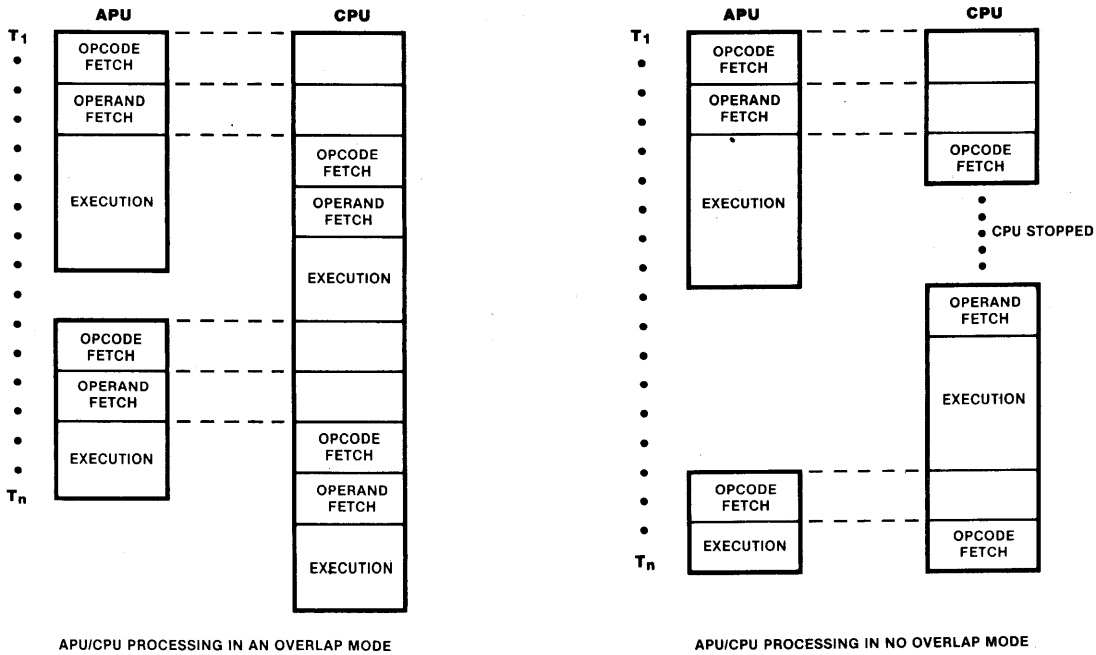 APU
CPU
T1
OPCODE
FETCH
OPERAND
FETCH
EXECUTION
OPCODE
FETCH
OPERAND
FETCH
EXECUTION
OPCODE
FETCH
OPERAND
FETCH
EXECUTION
OPCODE
FETCH
OPERAND
FETCH
EXECUTION
Tn
APU/CPU PROCESSING IN AN OVERLAP MODE
APU
CPU
T1
OPCODE
FETCH
OPERAND
FETCH
EXECUTION
OPCODE
FETCH
CPU STOPPED
OPERAND
FETCH
EXECUTION
OPCODE
FETCH
EXECUTION
OPCODE
FETCH
Tn
APU/CPU PROCESSING IN NO OVERLAP MODE